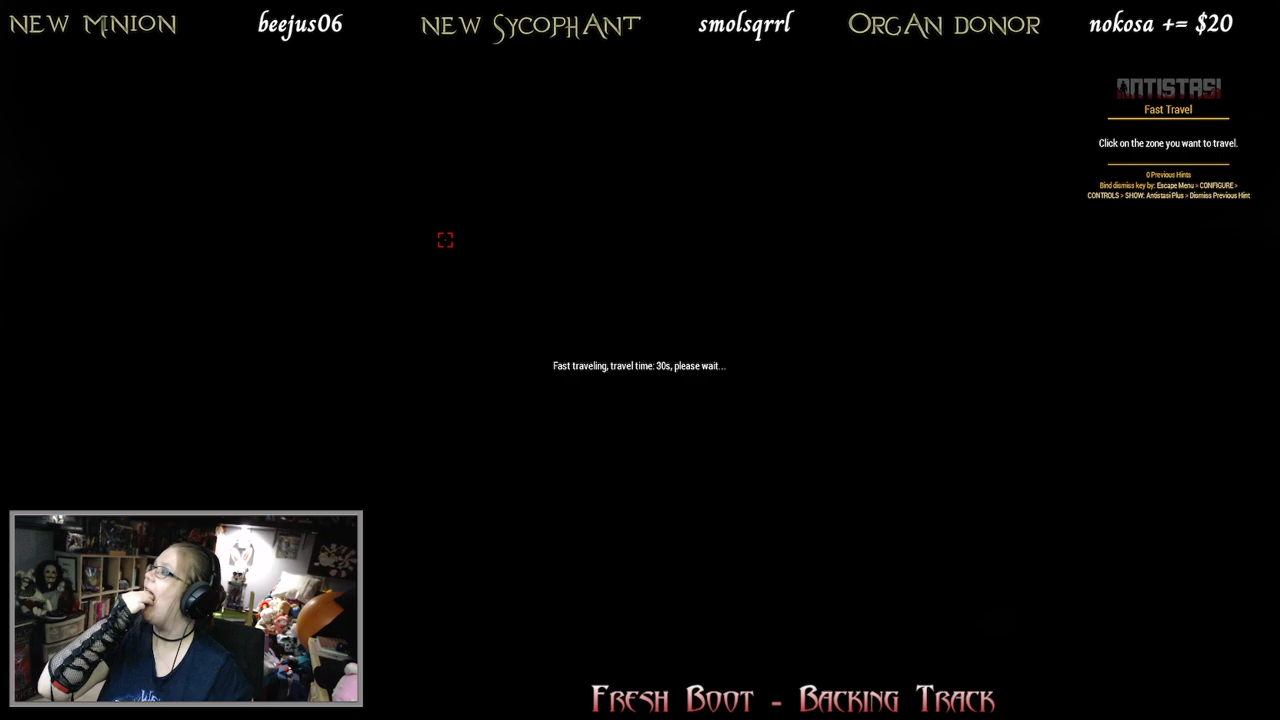 NEW MINION
beejus06
NEW SYCOPHANT
smolsqrrl
ORGAN DONOR
nokosa += $20
ANTISTASI
Fast Travel
Click on the zone you want to travel.
0 Previous Hints
Bind dismiss key by: Escape Menu > CONFIGURE >
CONTROLS > SHOW: Antistasi Plus > Dismiss Previous Hint
Fast traveling, travel time: 30s, please wait...
FRESH BOOT - BACKING TRACK